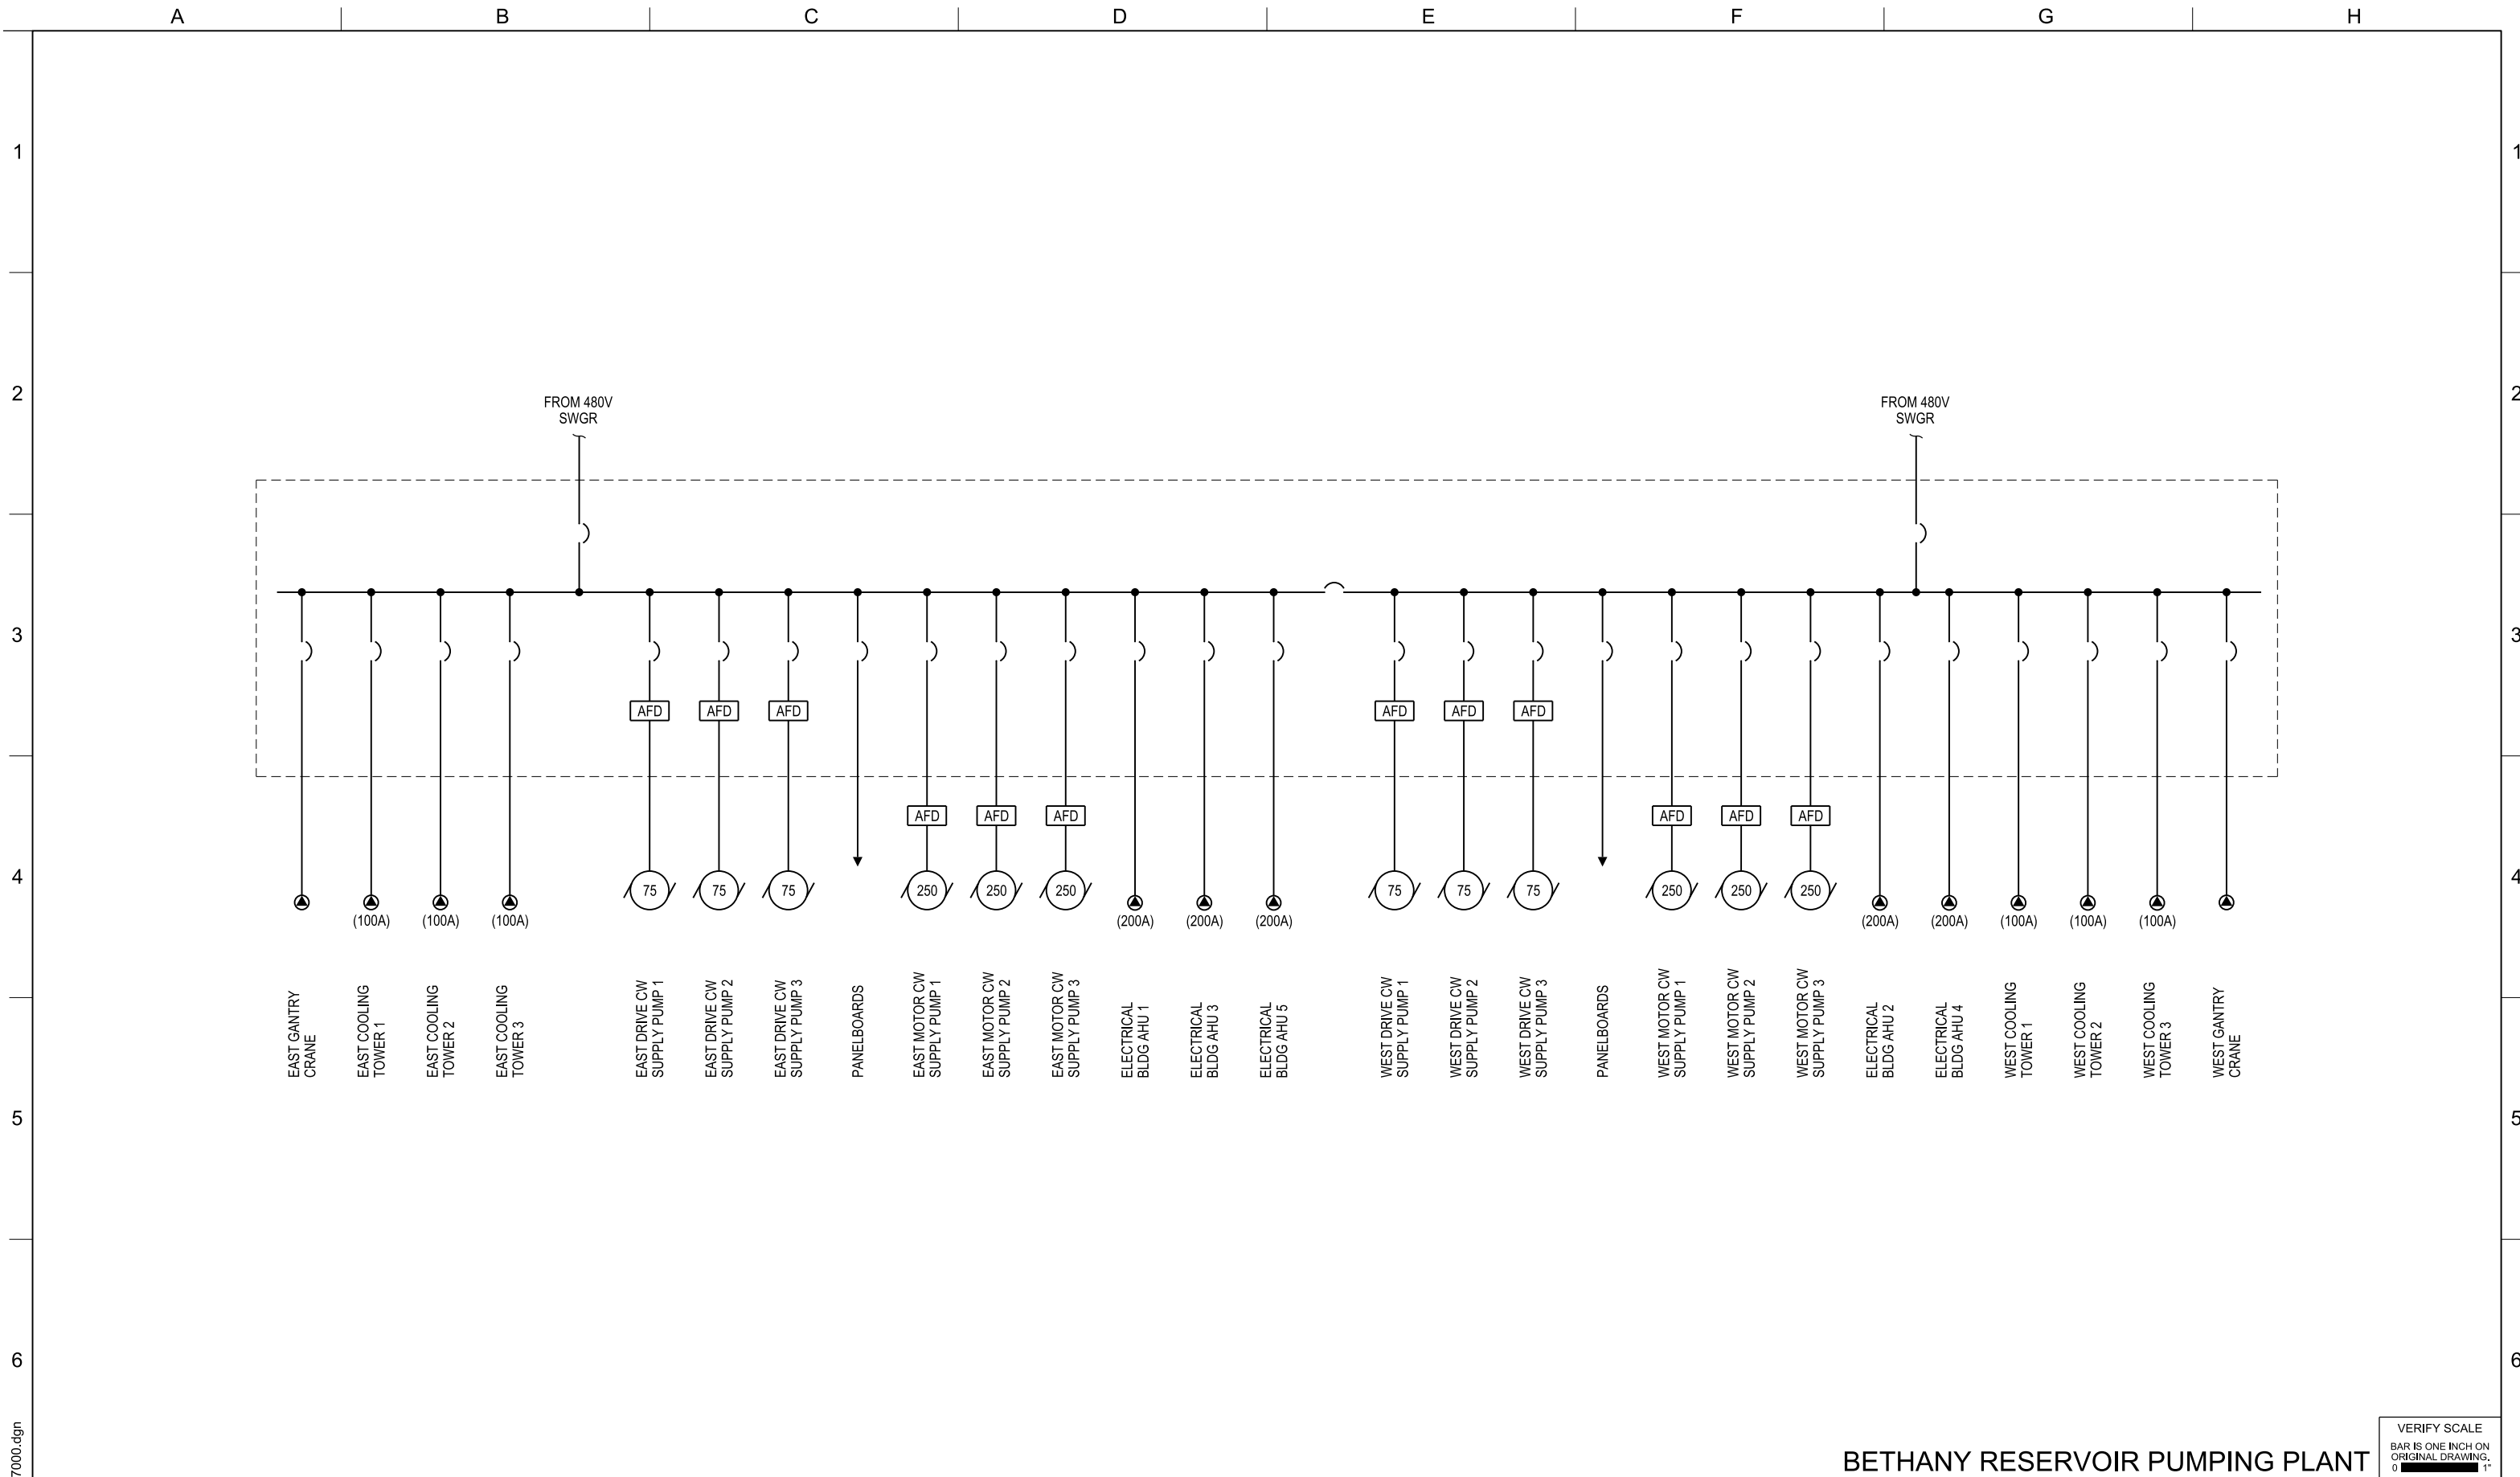 A B C D E F G H
1 1
2 2
FROM 480V
SWGR
FROM 480V
SWGR
3 3
AFD AFD AFD AFD AFD AFD
AFD AFD AFD AFD AFD AFD
4 4
75 75 75 250 250 250 75 75 75 250 250 250
(100A) (100A) (100A) (200A) (200A) (200A) (200A) (200A) (100A) (100A) (100A)
EAST GANTRY
CRANE
EAST COOLING
TOWER 1
EAST COOLING
TOWER 2
EAST COOLING
TOWER 3
EAST DRIVE CW
SUPPLY PUMP 1
EAST DRIVE CW
SUPPLY PUMP 2
EAST DRIVE CW
SUPPLY PUMP 3
PANELBOARDS
EAST MOTOR CW
SUPPLY PUMP 1
EAST MOTOR CW
SUPPLY PUMP 2
EAST MOTOR CW
SUPPLY PUMP 3
ELECTRICAL
BLDG AHU 1
ELECTRICAL
BLDG AHU 3
ELECTRICAL
BLDG AHU 5
WEST DRIVE CW
SUPPLY PUMP 1
WEST DRIVE CW
SUPPLY PUMP 2
WEST DRIVE CW
SUPPLY PUMP 3
PANELBOARDS
WEST MOTOR CW
SUPPLY PUMP 1
WEST MOTOR CW
SUPPLY PUMP 2
WEST MOTOR CW
SUPPLY PUMP 3
ELECTRICAL
BLDG AHU 2
ELECTRICAL
BLDG AHU 4
WEST COOLING
TOWER 1
WEST COOLING
TOWER 2
WEST COOLING
TOWER 3
WEST GANTRY
CRANE
5 5
6 6
7000.dgn
BETHANY RESERVOIR PUMPING PLANT
VERIFY SCALE
BAR IS ONE INCH ON
ORIGINAL DRAWING.
0 1"